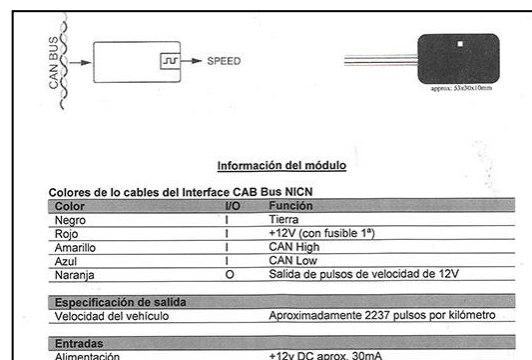 CAN BUS
SPEED
approx: 53x30x10mm
Información del módulo
Colores de lo cables del Interface CAB Bus NICN
Color I/O Función
Negro I Tierra
Rojo I +12V (con fusible 1ª)
Amarillo I CAN High
Azul I CAN Low
Naranja O Salida de pulsos de velocidad de 12V
Especificación de salida
Velocidad del vehículo Aproximadamente 2237 pulsos por kilómetro
Entradas
Alimentación +12v DC aprox. 30mA